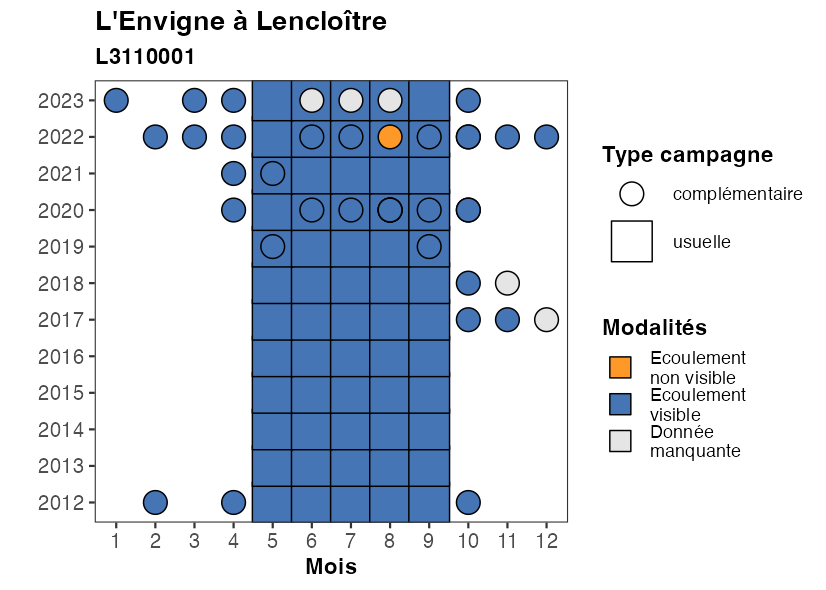 L'Envigne à Lencloître
L3110001
2023
2022
2021
2020
2019
2018
2017
2016
2015
2014
2013
2012
1 2 3 4 5 6 7 8 9 10 11 12
Mois
Type campagne
complémentaire
usuelle
Modalités
Ecoulement
non visible
Ecoulement
visible
Donnée
manquante